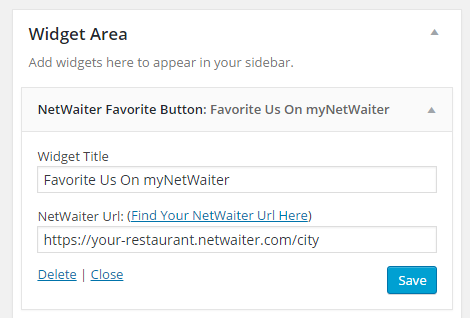 Widget Area
Add widgets here to appear in your sidebar.
NetWaiter Favorite Button: Favorite Us On myNetWaiter
Widget Title
Favorite Us On myNetWaiter
NetWaiter Url: (Find Your NetWaiter Url Here)
https://your-restaurant.netwaiter.com/city
Delete | Close
Save